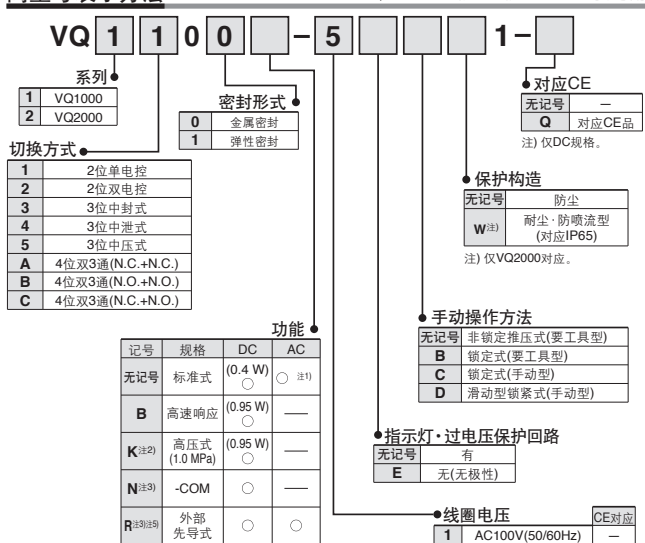 VQ 1 1 0 0 - 5 1-
系列
1 VQ1000
2 VQ2000
密封形式
0 金属密封
1 弹性密封
切换方式
1 2位单电控
2 2位双电控
3 3位中封式
4 3位中泄式
5 3位中压式
A 4位双3通(N.C.+N.C.)
B 4位双3通(N.O.+N.O.)
C 4位双3通(N.C.+N.O.)
功能
记号 规格 DC AC
无记号 标准式 (0.4 W) ○ ○ 注1)
B 高速响应 (0.95 W) ○ —
K注2) 高压式 (1.0 MPa) (0.95 W) ○ —
N注3) -COM ○ —
R注3)注5) 外部先导式 ○ ○
对应CE
无记号 —
Q 对应CE品
注) 仅DC规格。
保护构造
无记号 防尘
W注) 耐尘·防喷流型
(对应IP65)
注) 仅VQ2000对应。
手动操作方法
无记号 非锁定推压式(要工具型)
B 锁定式(要工具型)
C 锁定式(手动型)
D 滑动型锁紧式(手动型)
指示灯·过电压保护回路
无记号 有
E 无(无极性)
线圈电压 CE对应
1 AC100V(50/60Hz) —